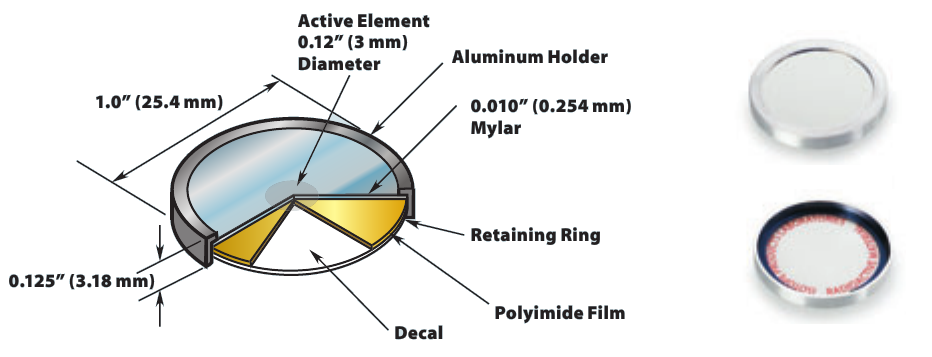 Active Element
0.12” (3 mm)
Diameter
Aluminum Holder
1.0” (25.4 mm)
0.010” (0.254 mm)
Mylar
Retaining Ring
0.125” (3.18 mm)
Polyimide Film
Decal